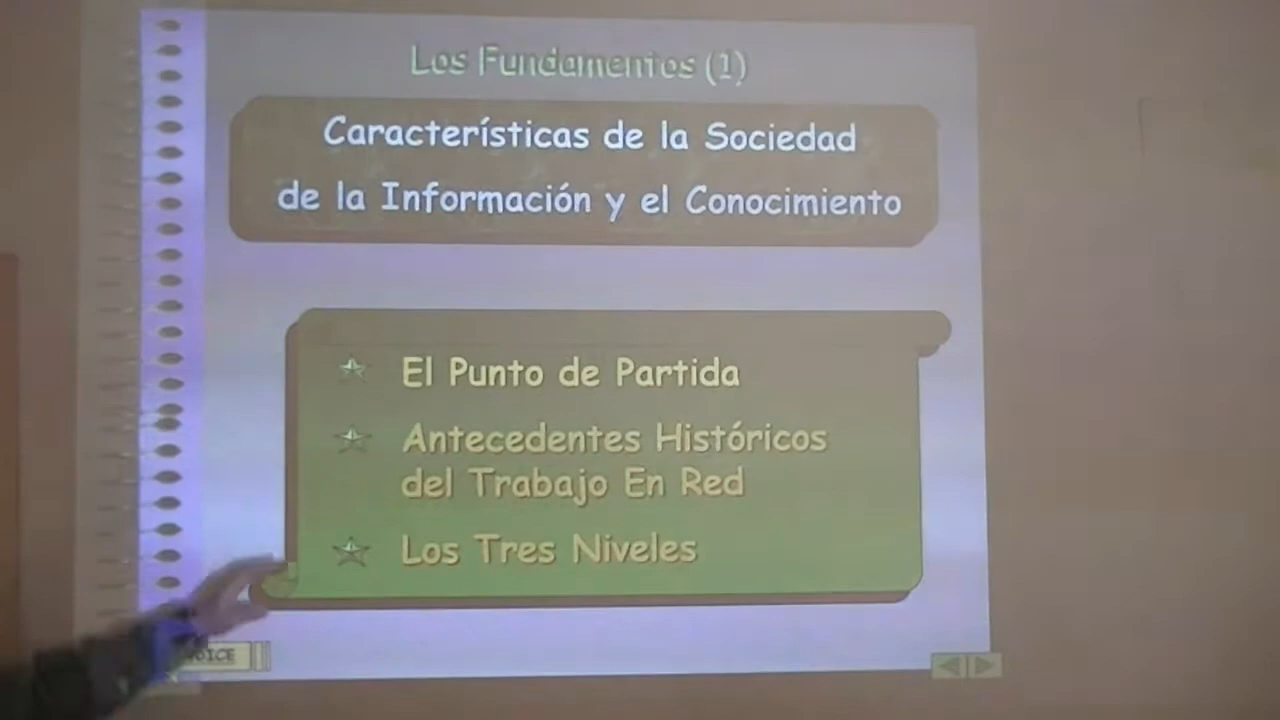 Los Fundamentos (1)
Características de la Sociedad
de la Información y el Conocimiento
El Punto de Partida
Antecedentes Históricos
del Trabajo En Red
Los Tres Niveles